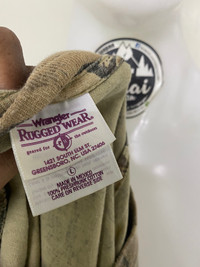 Wrangler
RUGGED WEAR®
geared for the outdoors
1421 SOUTH ELM ST
GREENSBORO, NC, USA 27406
L
MADE IN MEXICO
100% PREMIUM COTTON
CARE ON REVERSE SIDE